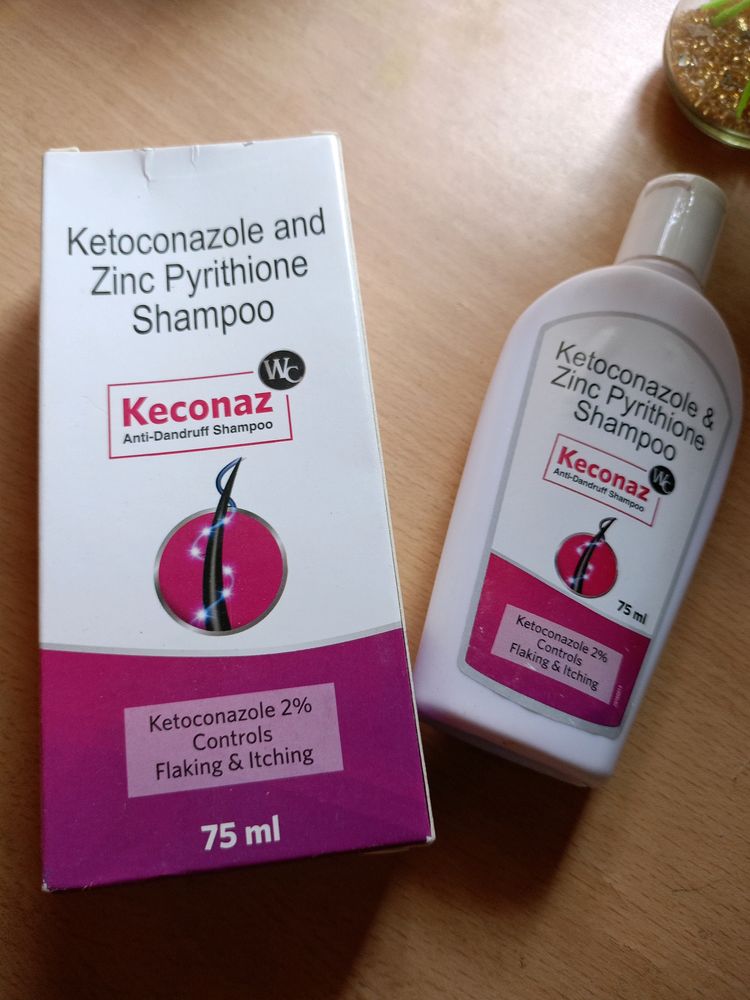 Ketoconazole and
Zinc Pyrithione
Shampoo
WC
Keconaz
Anti-Dandruff Shampoo
Ketoconazole 2%
Controls
Flaking & Itching
75 ml
Ketoconazole &
Zinc Pyrithione
Shampoo
Keconaz
WC
Anti-Dandruff Shampoo
75 ml
Ketoconazole 2%
Controls
Flaking & Itching